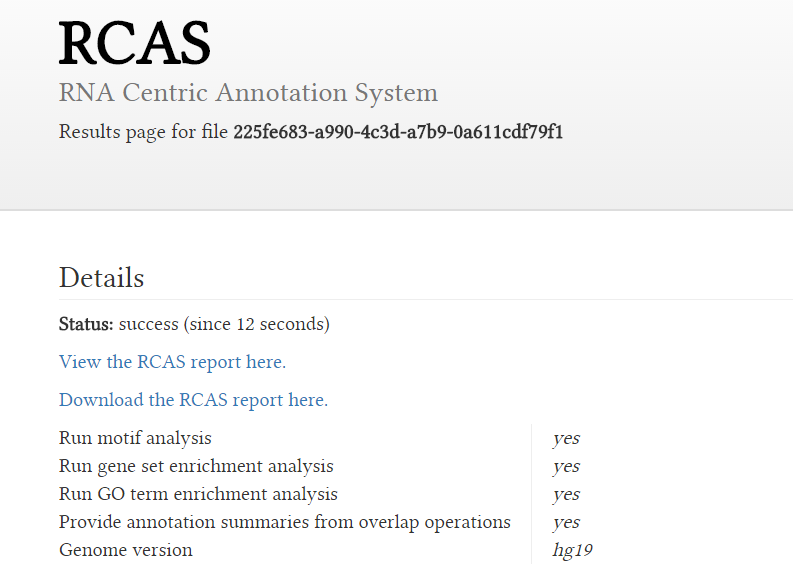 RCAS
RNA Centric Annotation System
Results page for file 225fe683-a990-4c3d-a7b9-0a611cdf79f1
Details
Status: success (since 12 seconds)
View the RCAS report here.
Download the RCAS report here.
Run motif analysis yes
Run gene set enrichment analysis yes
Run GO term enrichment analysis yes
Provide annotation summaries from overlap operations yes
Genome version hg19